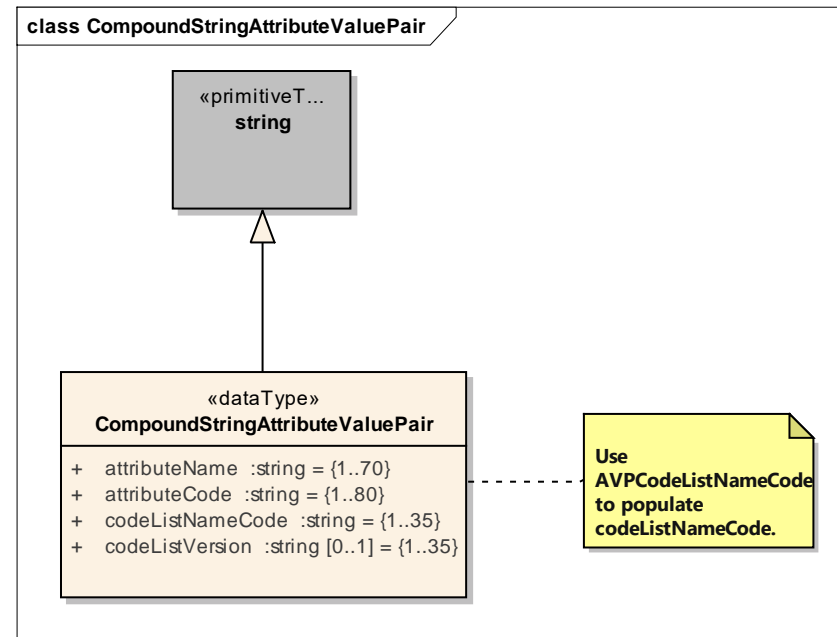 class CompoundStringAttributeValuePair
«primitiveT...
string
«dataType»
CompoundStringAttributeValuePair
+ attributeName :string = {1..70}
+ attributeCode :string = {1..80}
+ codeListNameCode :string = {1..35}
+ codeListVersion :string [0..1] = {1..35}
Use
AVPCodeListNameCode
to populate
codeListNameCode.